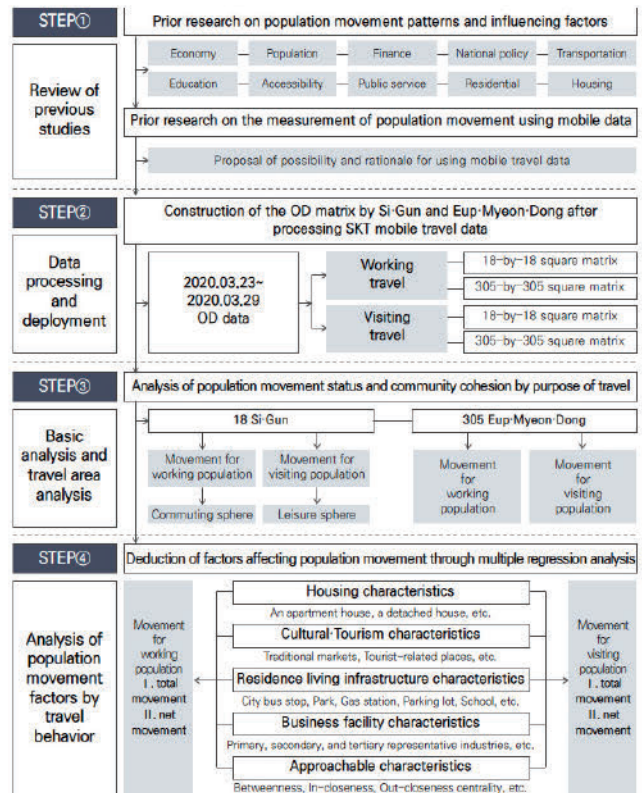 STEP①
Prior research on population movement patterns and influencing factors
Review of
previous
studies
Economy
Population
Finance
National policy
Transportation
Education
Accessibility
Public service
Residential
Housing
Prior research on the measurement of population movement using mobile data
Proposal of possibility and rationale for using mobile travel data
STEP②
Construction of the OD matrix by Si·Gun and Eup·Myeon·Dong after
processing SKT mobile travel data
Data
processing
and
deployment
2020.03.23~
2020.03.29
OD data
Working
travel
18-by-18 square matrix
305-by-305 square matrix
Visiting
travel
18-by-18 square matrix
305-by-305 square matrix
STEP③
Analysis of population movement status and community cohesion by purpose of travel
Basic
analysis and
travel area
analysis
18 Si·Gun
305 Eup·Myeon·Dong
Movement for
working population
Movement for
visiting population
Commuting sphere
Leisure sphere
Movement
for
working
population
Movement
for
visiting
population
STEP④
Deduction of factors affecting population movement through multiple regression analysis
Analysis of
population
movement
factors by
travel
behavior
Movement
for
working
population
I. total
movement
II. net
movement
Housing characteristics
An apartment house, a detached house, etc.
Cultural·Tourism characteristics
Traditional markets, Tourist-related places, etc.
Residence living infrastructure characteristics
City bus stop, Park, Gas station, Parking lot, School, etc.
Business facility characteristics
Primary, secondary, and tertiary representative industries, etc.
Approachable characteristics
Betweenness, In-closeness, Out-closeness centrality, etc.
Movement
for
visiting
population
I. total
movement
II. net
movement